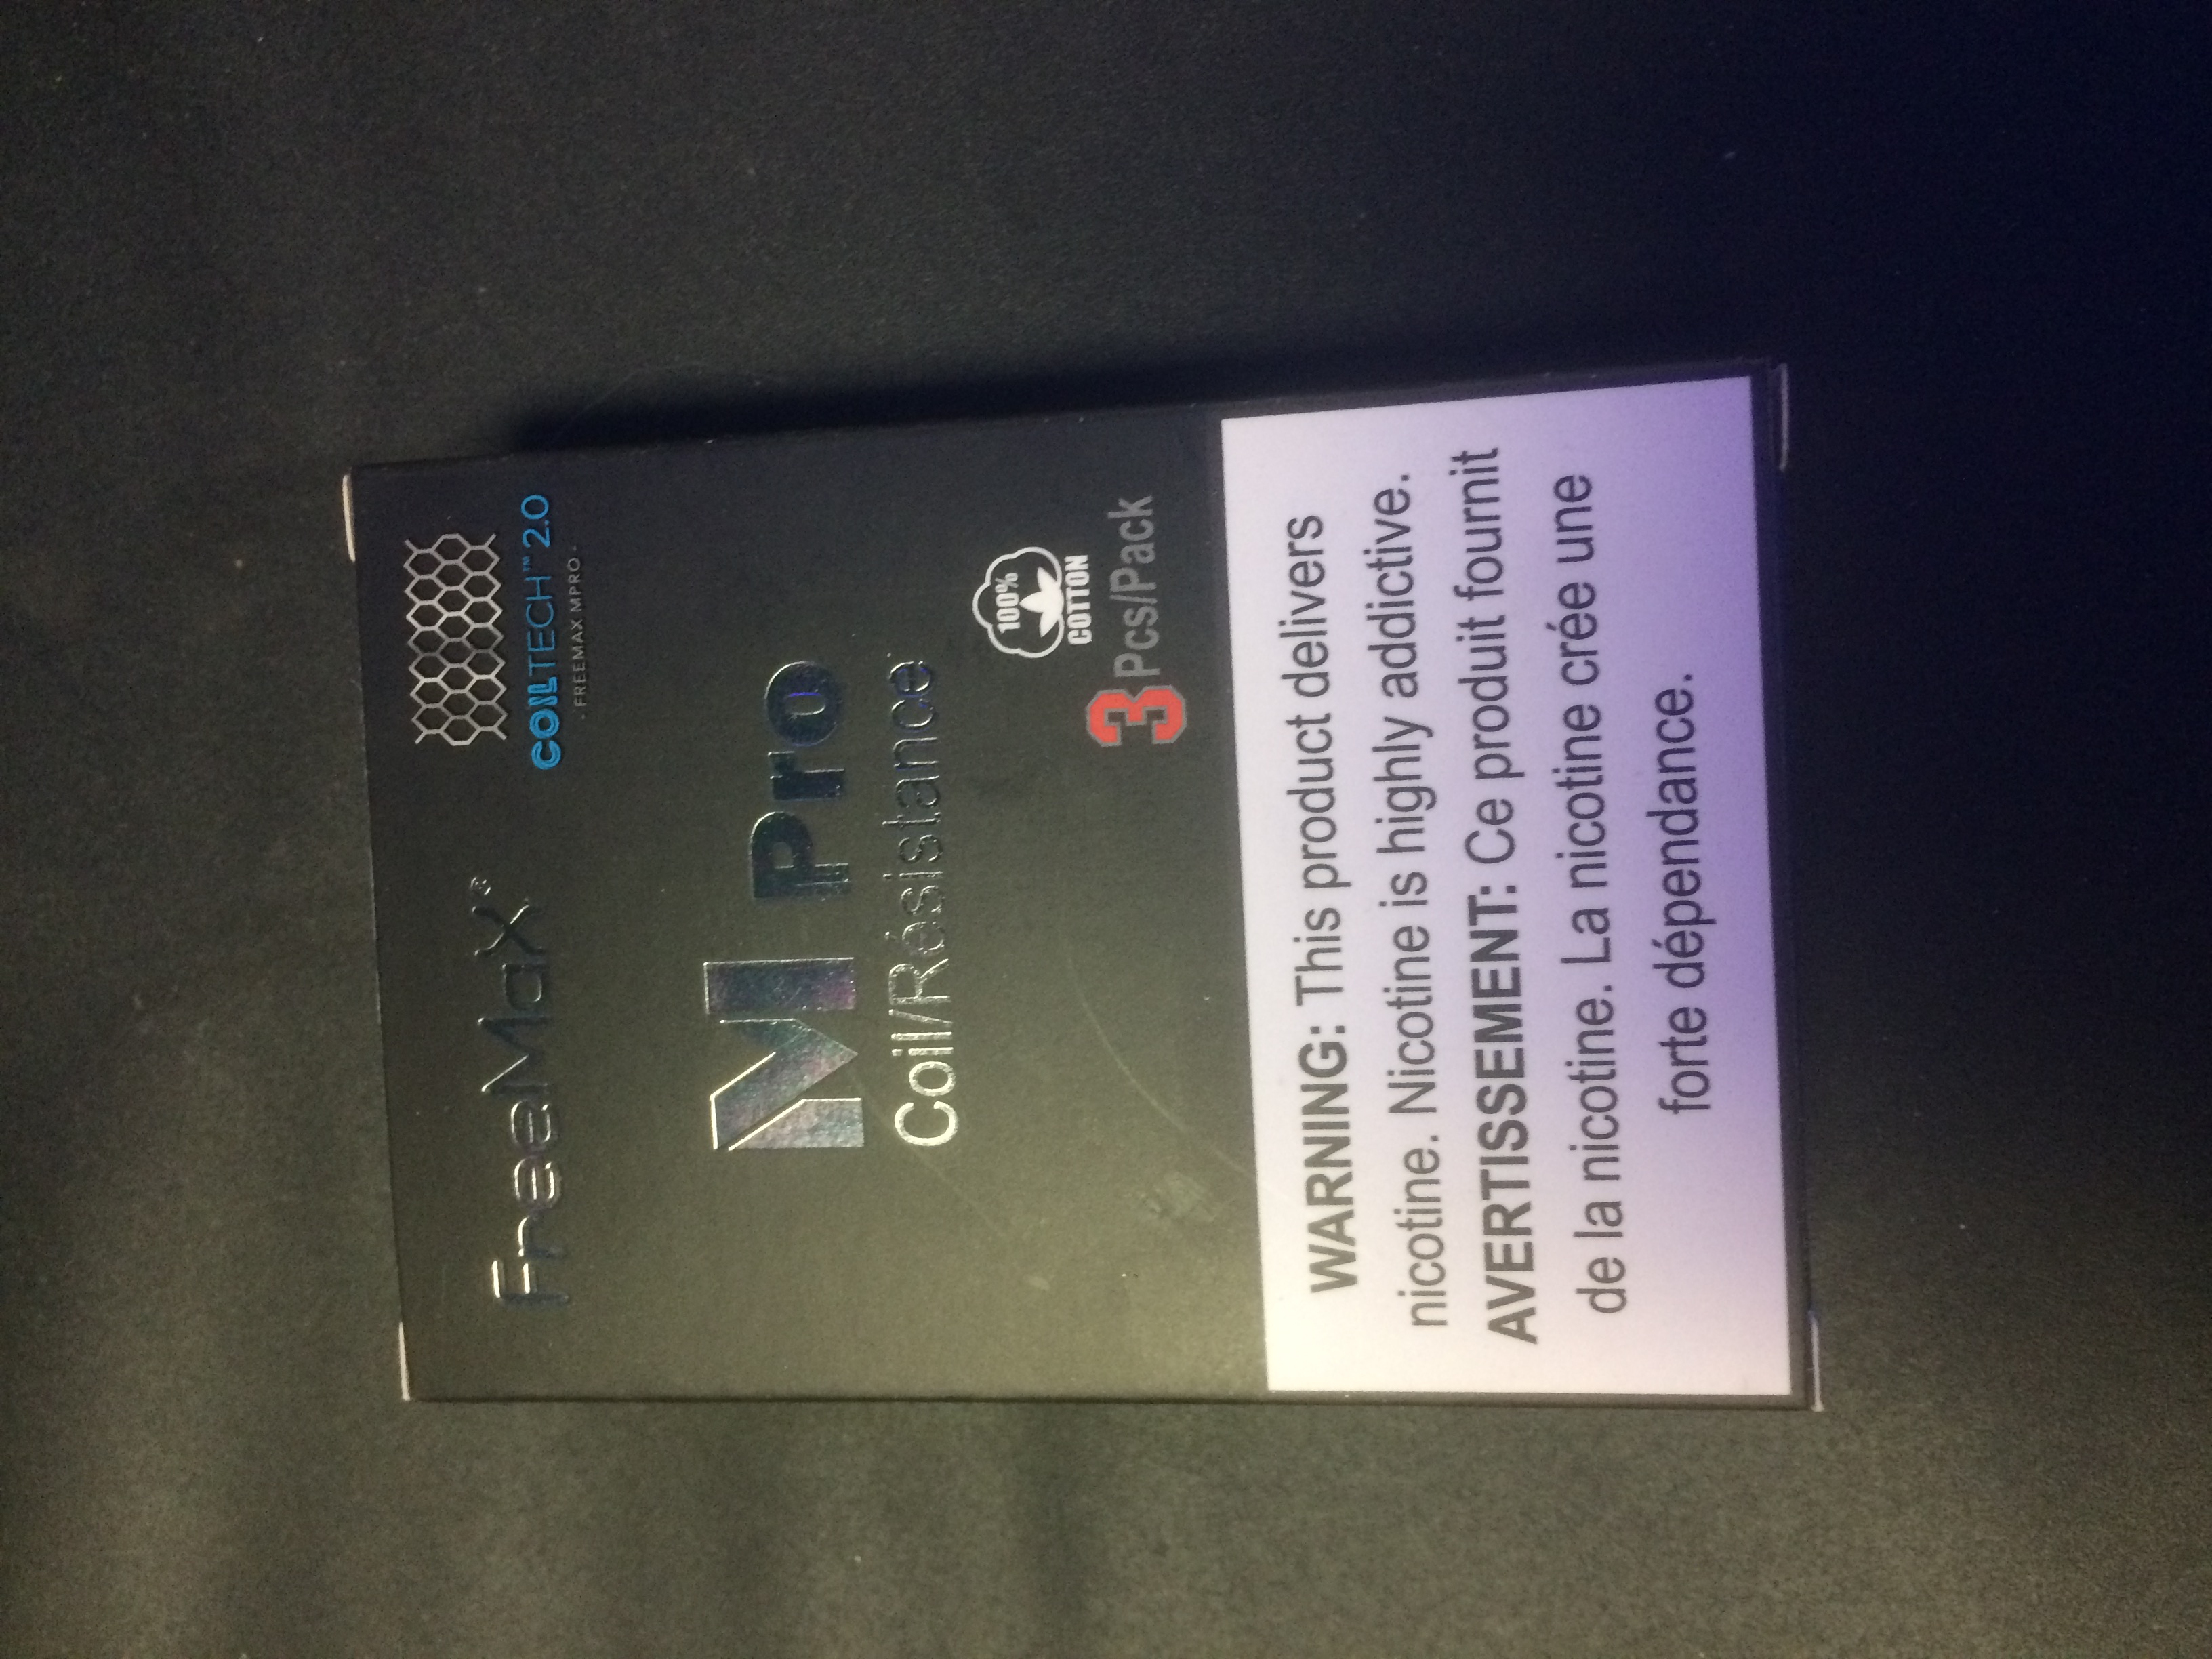 FreeMaX®
COILTECH™ 2.0
- FREEMAX MPRO -
M Pro
Coil/Résistance
100%
COTTON
3 Pcs/Pack
WARNING: This product delivers
nicotine. Nicotine is highly addictive.
AVERTISSEMENT: Ce produit fournit
de la nicotine. La nicotine crée une
forte dépendance.